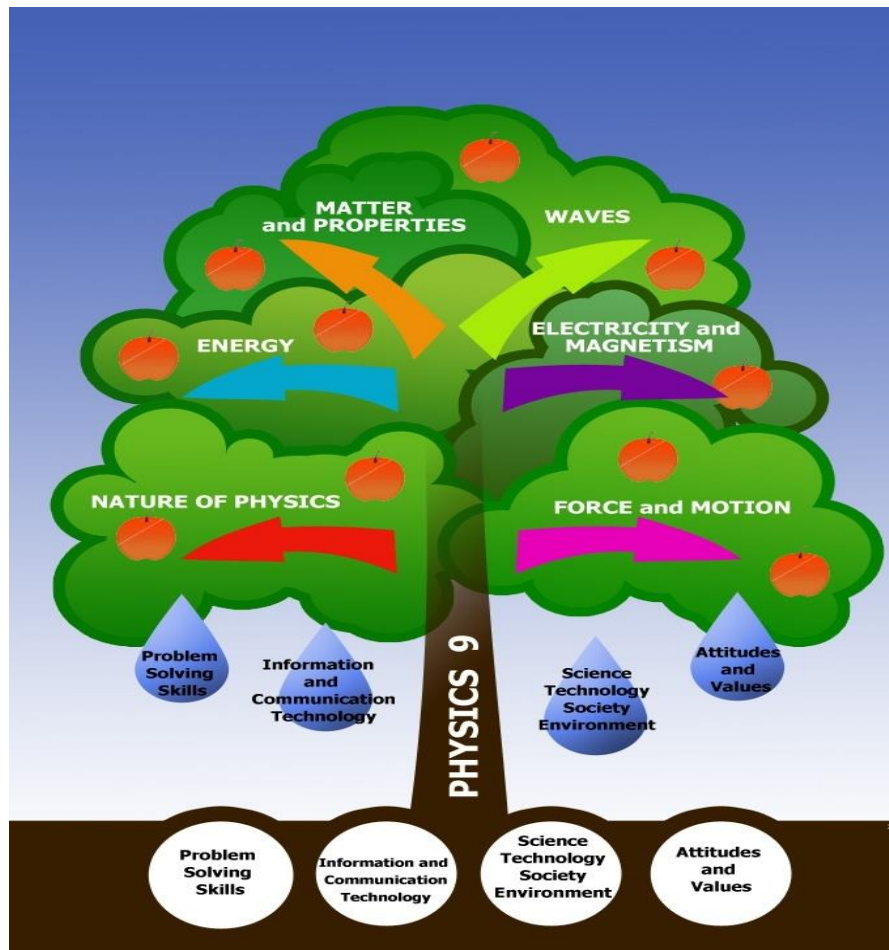 MATTER
and PROPERTIES
WAVES
ENERGY
ELECTRICITY and
MAGNETISM
NATURE OF PHYSICS
FORCE and MOTION
PHYSICS 9
Problem
Solving
Skills
Information
and
Communication
Technology
Science
Technology
Society
Environment
Attitudes
and
Values
Problem
Solving
Skills
Information and
Communication
Technology
Science
Technology
Society
Environment
Attitudes
and
Values